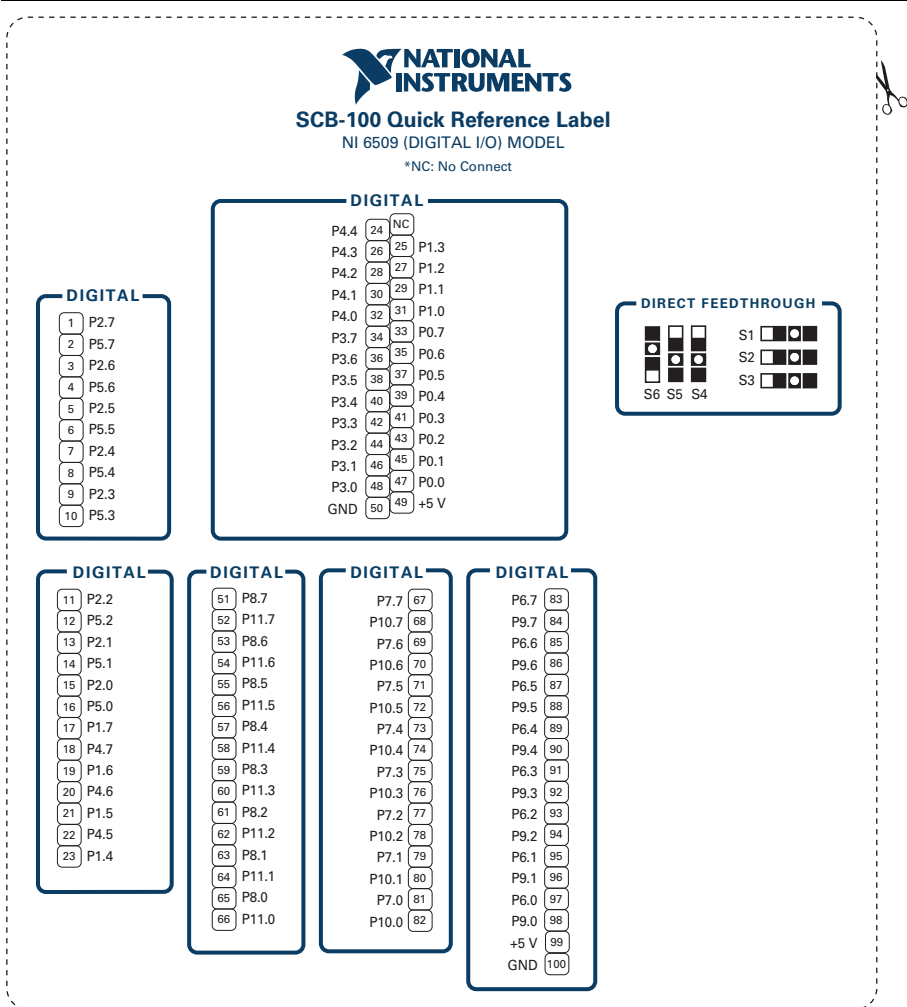 NATIONAL
INSTRUMENTS
SCB-100 Quick Reference Label
NI 6509 (DIGITAL I/O) MODEL
*NC: No Connect
DIGITAL
P4.4 24 NC
P4.3 26 25 P1.3
P4.2 28 27 P1.2
P4.1 30 29 P1.1
P4.0 32 31 P1.0
P3.7 34 33 P0.7
P3.6 36 35 P0.6
P3.5 38 37 P0.5
P3.4 40 39 P0.4
P3.3 42 41 P0.3
P3.2 44 43 P0.2
P3.1 46 45 P0.1
P3.0 48 47 P0.0
GND 50 49 +5 V
DIGITAL
1 P2.7
2 P5.7
3 P2.6
4 P5.6
5 P2.5
6 P5.5
7 P2.4
8 P5.4
9 P2.3
10 P5.3
DIRECT FEEDTHROUGH
S1
S2
S3
S6 S5 S4
DIGITAL
11 P2.2
12 P5.2
13 P2.1
14 P5.1
15 P2.0
16 P5.0
17 P1.7
18 P4.7
19 P1.6
20 P4.6
21 P1.5
22 P4.5
23 P1.4
DIGITAL
51 P8.7
52 P11.7
53 P8.6
54 P11.6
55 P8.5
56 P11.5
57 P8.4
58 P11.4
59 P8.3
60 P11.3
61 P8.2
62 P11.2
63 P8.1
64 P11.1
65 P8.0
66 P11.0
DIGITAL
P7.7 67
P10.7 68
P7.6 69
P10.6 70
P7.5 71
P10.5 72
P7.4 73
P10.4 74
P7.3 75
P10.3 76
P7.2 77
P10.2 78
P7.1 79
P10.1 80
P7.0 81
P10.0 82
DIGITAL
P6.7 83
P9.7 84
P6.6 85
P9.6 86
P6.5 87
P9.5 88
P6.4 89
P9.4 90
P6.3 91
P9.3 92
P6.2 93
P9.2 94
P6.1 95
P9.1 96
P6.0 97
P9.0 98
+5 V 99
GND 100